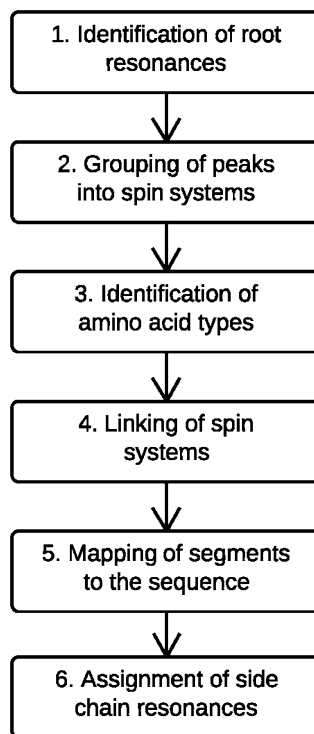 1. Identification of root
resonances
2. Grouping of peaks
into spin systems
3. Identification of
amino acid types
4. Linking of spin
systems
5. Mapping of segments
to the sequence
6. Assignment of side
chain resonances